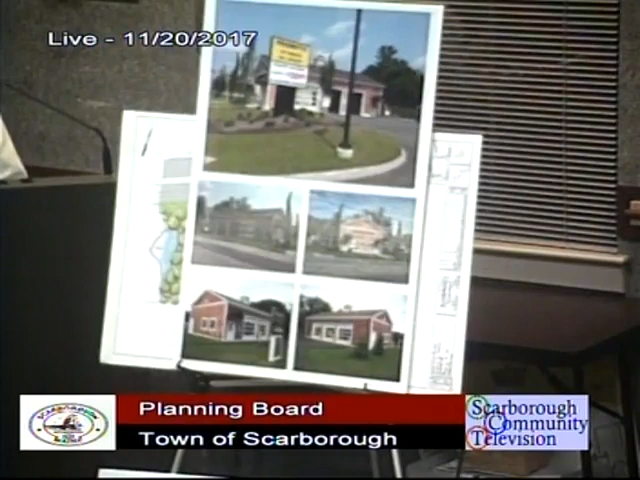 Live - 11/20/2017
Planning Board
Town of Scarborough
Scarborough
Community
Television